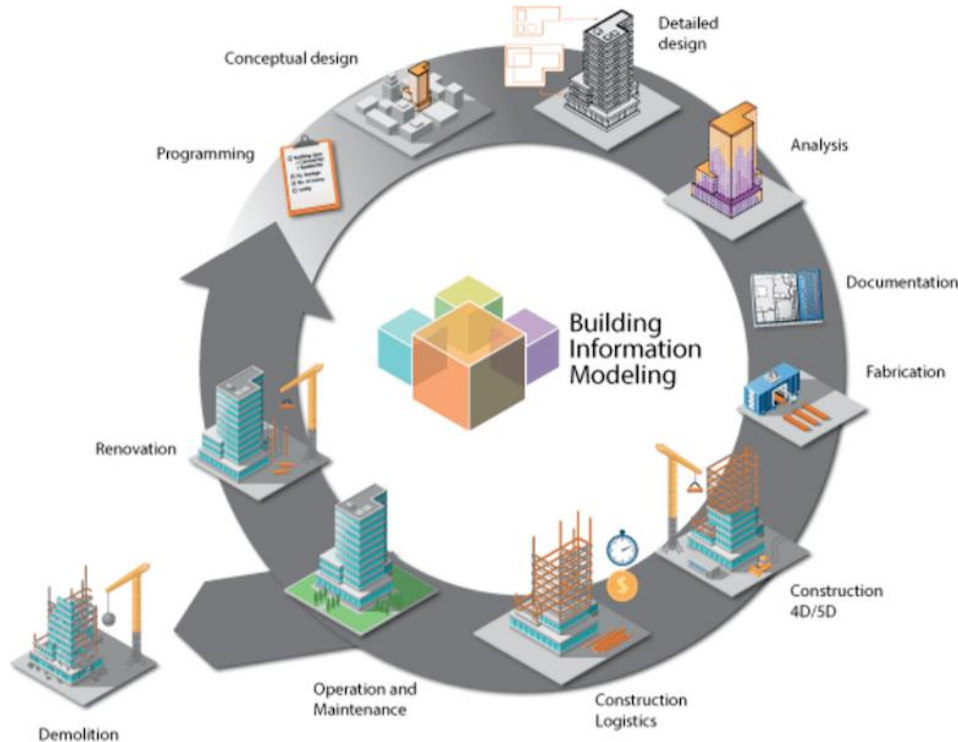 Detailed
design
Conceptual design
Programming
Analysis
Documentation
Building
Information
Modeling
Fabrication
Renovation
$
Construction
4D/5D
Operation and
Maintenance
Construction
Logistics
Demolition